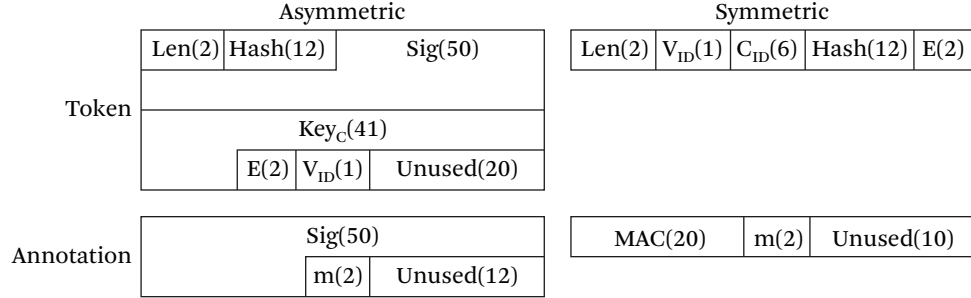 Asymmetric Symmetric
Len(2) Hash(12) Sig(50) Len(2) V_ID(1) C_ID(6) Hash(12) E(2)
Token
Key_C(41)
E(2) V_ID(1) Unused(20)
Sig(50) MAC(20) m(2) Unused(10)
Annotation
m(2) Unused(12)